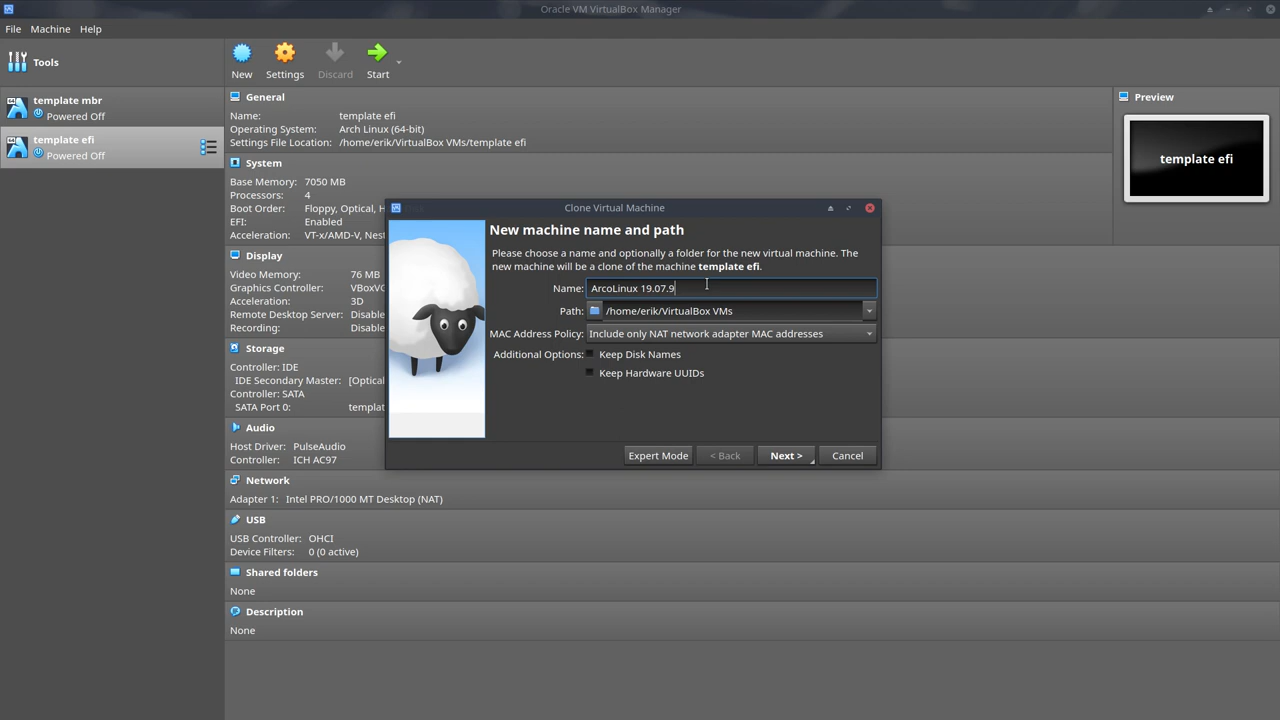 Oracle VM VirtualBox Manager
File Machine Help
Tools
New Settings Discard Start
template mbr
Powered Off
template efi
Powered Off
General
Name: template efi
Operating System: Arch Linux (64-bit)
Settings File Location: /home/erik/VirtualBox VMs/template efi
Preview
template efi
System
Base Memory: 7050 MB
Processors: 4
Boot Order: Floppy, Optical, H
EFI: Enabled
Acceleration: VT-x/AMD-V, Nest
Display
Video Memory: 76 MB
Graphics Controller: VBoxVG
Acceleration: 3D
Remote Desktop Server: Disable
Recording: Disable
Storage
Controller: IDE
IDE Secondary Master: [Optical
Controller: SATA
SATA Port 0: templat
Audio
Host Driver: PulseAudio
Controller: ICH AC97
Network
Adapter 1: Intel PRO/1000 MT Desktop (NAT)
USB
USB Controller: OHCI
Device Filters: 0 (0 active)
Shared folders
None
Description
None
Clone Virtual Machine
New machine name and path
Please choose a name and optionally a folder for the new virtual machine. The
new machine will be a clone of the machine template efi.
Name: ArcoLinux 19.07.9
Path: /home/erik/VirtualBox VMs
MAC Address Policy: Include only NAT network adapter MAC addresses
Additional Options: Keep Disk Names
Keep Hardware UUIDs
Expert Mode < Back Next > Cancel